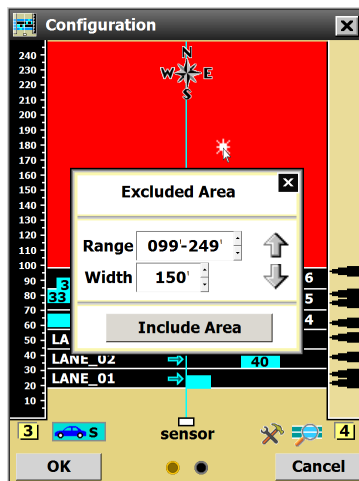 Configuration
N
W E
S
240
230
220
210
200
190
180
170
160
150
140
130
120
110
100
90
80
70
60
50
40
30
20
10
Excluded Area
Range 099'-249'
Width 150'
Include Area
3
33
6
5
4
LA
LANE_02 40
LANE_01
3 S sensor 4
OK Cancel